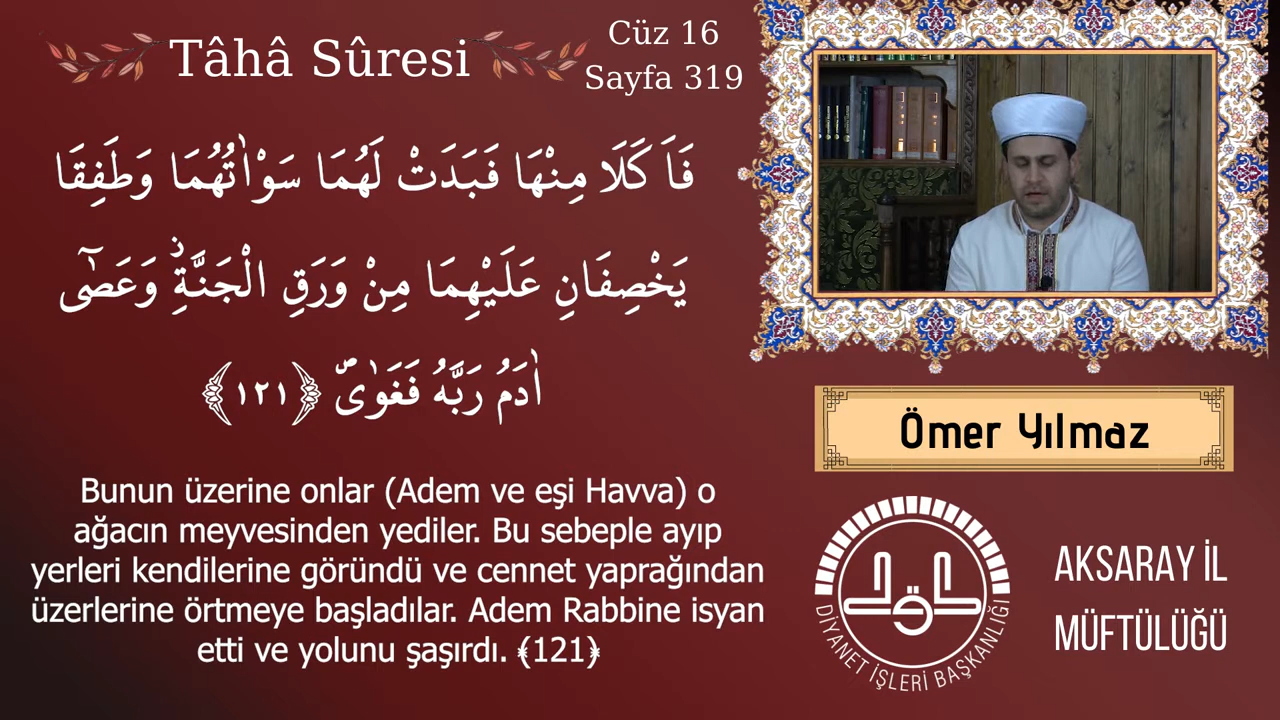 Tâhâ Sûresi
Cüz 16
Sayfa 319
فَاَكَلَا مِنْهَا فَبَدَتْ لَهُمَا سَوْاٰتُهُمَا وَطَفِقَا
يَخْصِفَانِ عَلَيْهِمَا مِنْ وَرَقِ الْجَنَّةِۘ وَعَصٰٓى
اٰدَمُ رَبَّهُ فَغَوٰىۖ ﴿١٢١﴾
Bunun üzerine onlar (Adem ve eşi Havva) o
ağacın meyvesinden yediler. Bu sebeple ayıp
yerleri kendilerine göründü ve cennet yaprağından
üzerlerine örtmeye başladılar. Adem Rabbine isyan
etti ve yolunu şaşırdı. ﴾121﴿
Ömer Yılmaz
DİYANET İŞLERİ BAŞKANLIĞI
AKSARAY İL
MÜFTÜLÜĞÜ